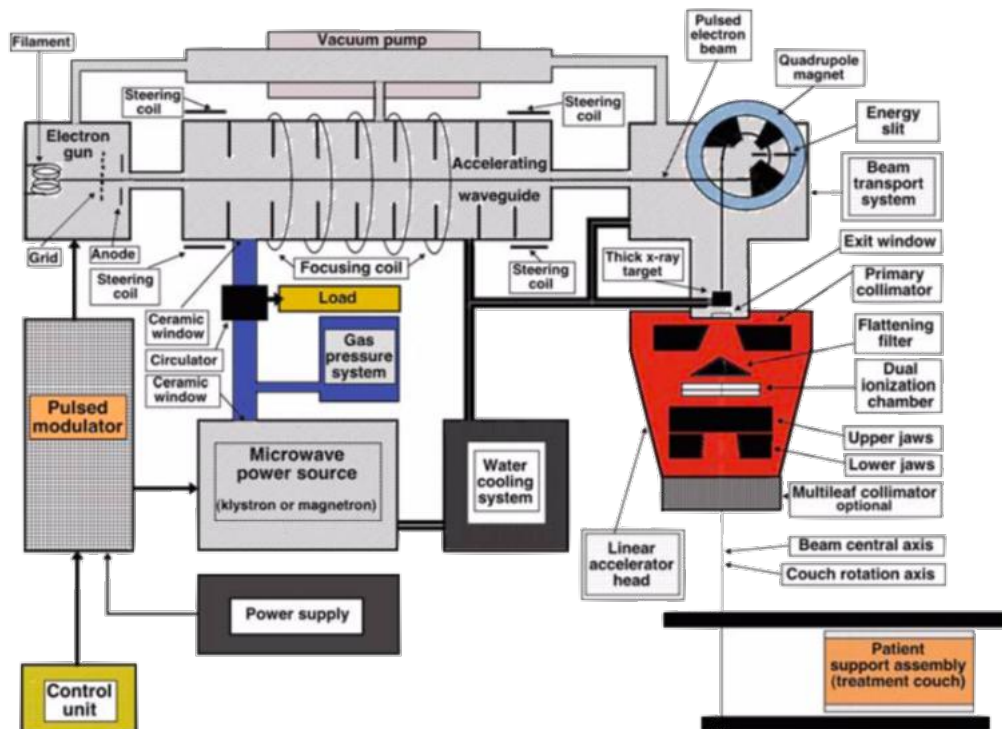 Filament
Vacuum pump
Pulsed
electron
beam
Quadrupole
magnet
Steering
coil
Steering
coil
Energy
slit
Electron
gun
Accelerating
waveguide
Beam
transport
system
Grid
Anode
Steering
coil
Focusing coil
Steering
coil
Thick x-ray
target
Exit window
Primary
collimator
Ceramic
window
Load
Circulator
Gas
pressure
system
Flattening
filter
Ceramic
window
Dual
ionization
chamber
Pulsed
modulator
Microwave
power source
(klystron or magnetron)
Water
cooling
system
Upper jaws
Lower jaws
Multileaf collimator
optional
Linear
accelerator
head
Beam central axis
Couch rotation axis
Power supply
Control
unit
Patient
support assembly
(treatment couch)